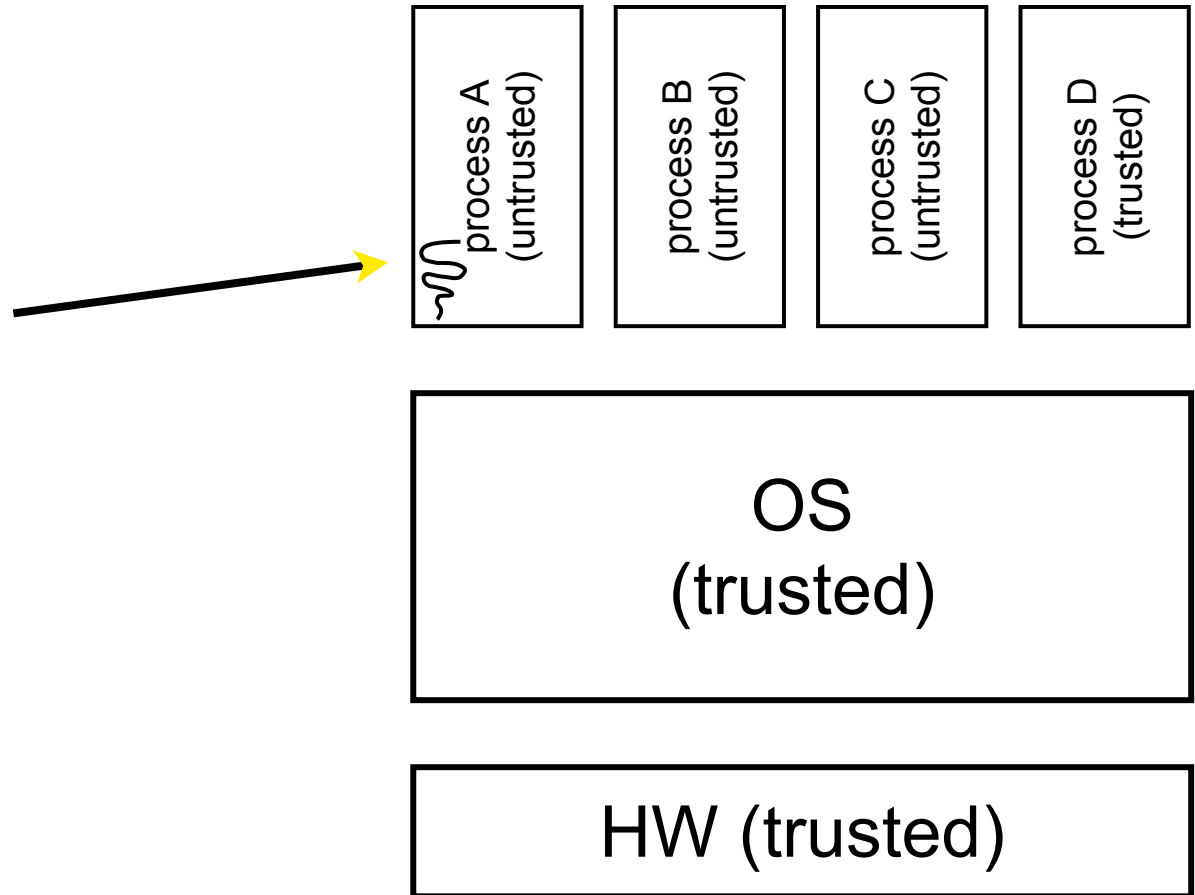 process A
(untrusted)
process B
(untrusted)
process C
(untrusted)
process D
(trusted)
OS
(trusted)
HW (trusted)